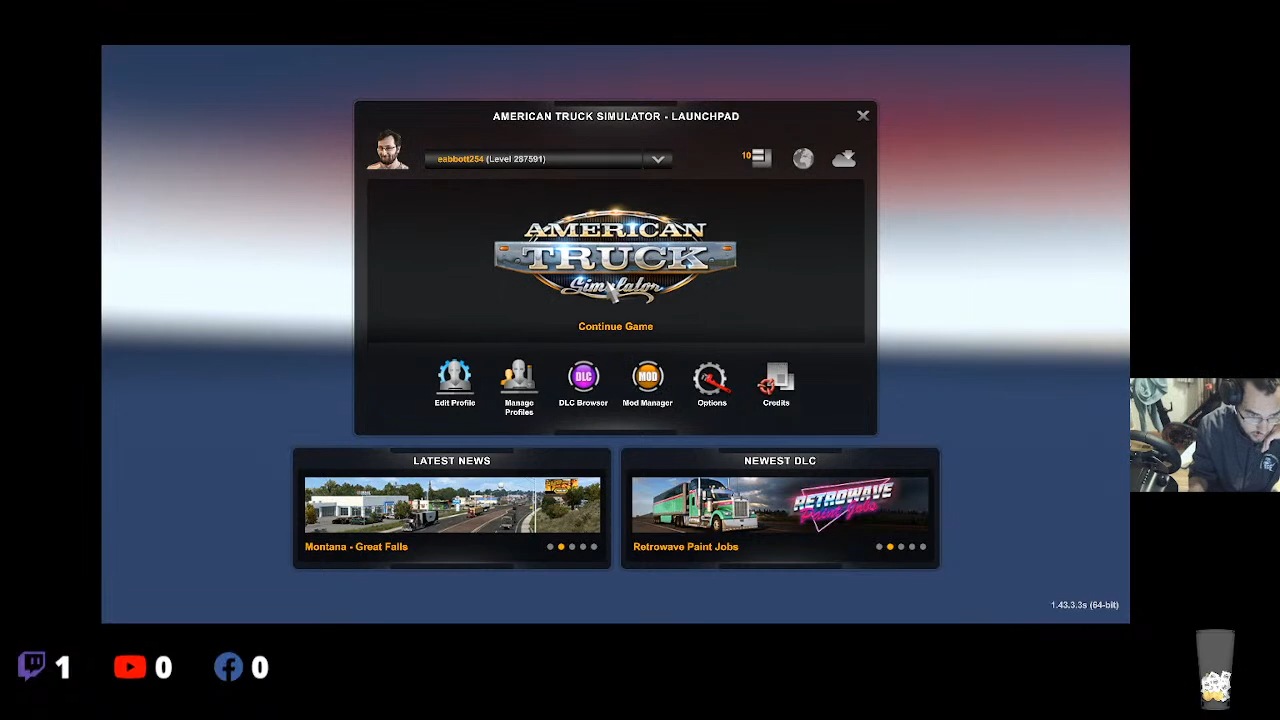 AMERICAN TRUCK SIMULATOR - LAUNCHPAD
eabbott254 (Level 287591)
10
AMERICAN
TRUCK
Simulator
Continue Game
Edit Profile
Manage Profiles
DLC
DLC Browser
MOD
Mod Manager
Options
Credits
LATEST NEWS
Montana - Great Falls
NEWEST DLC
RETROWAVE
Paint Jobs
Retrowave Paint Jobs
1.43.3.3s (64-bit)
1
0
0